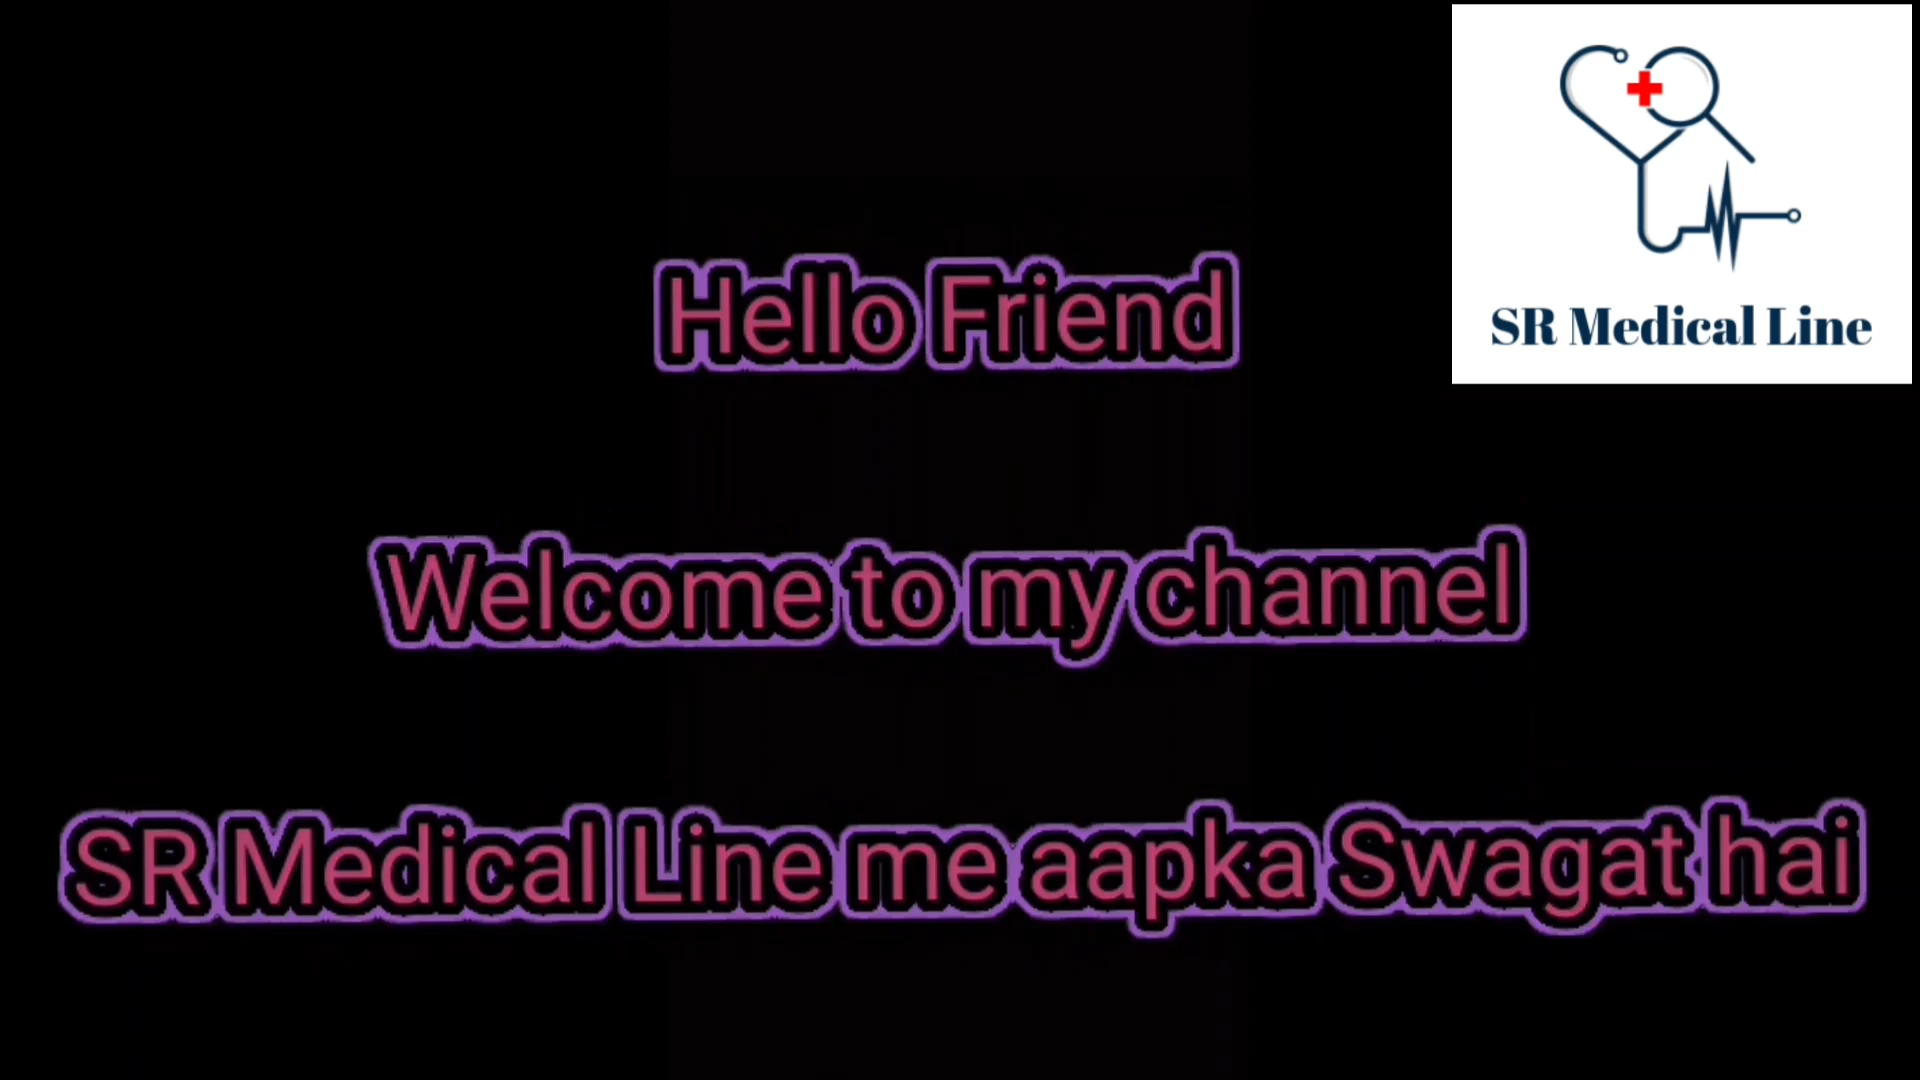 SR Medical Line
Hello Friend
Welcome to my channel
SR Medical Line me aapka Swagat hai